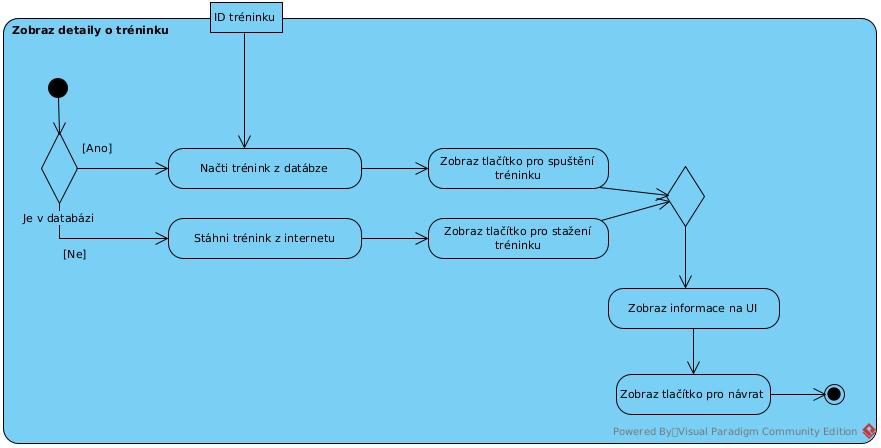 ID tréninku
Zobraz detaily o tréninku
[Ano]
Načti trénink z datábze
Zobraz tlačítko pro spuštění
tréninku
Je v databázi
[Ne]
Stáhni trénink z internetu
Zobraz tlačítko pro stažení
tréninku
Zobraz informace na UI
Zobraz tlačítko pro návrat
Powered By Visual Paradigm Community Edition